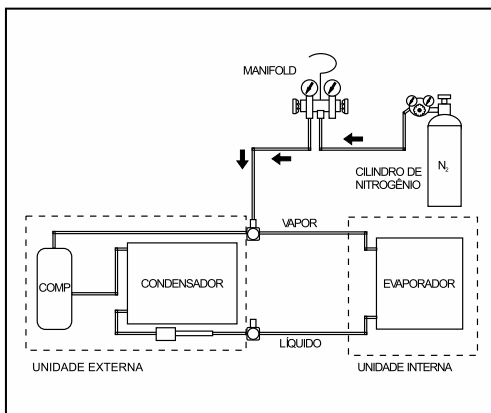 MANIFOLD
CILINDRO DE
NITROGÊNIO
N2
VAPOR
COMP
CONDENSADOR
EVAPORADOR
LÍQUIDO
UNIDADE EXTERNA
UNIDADE INTERNA